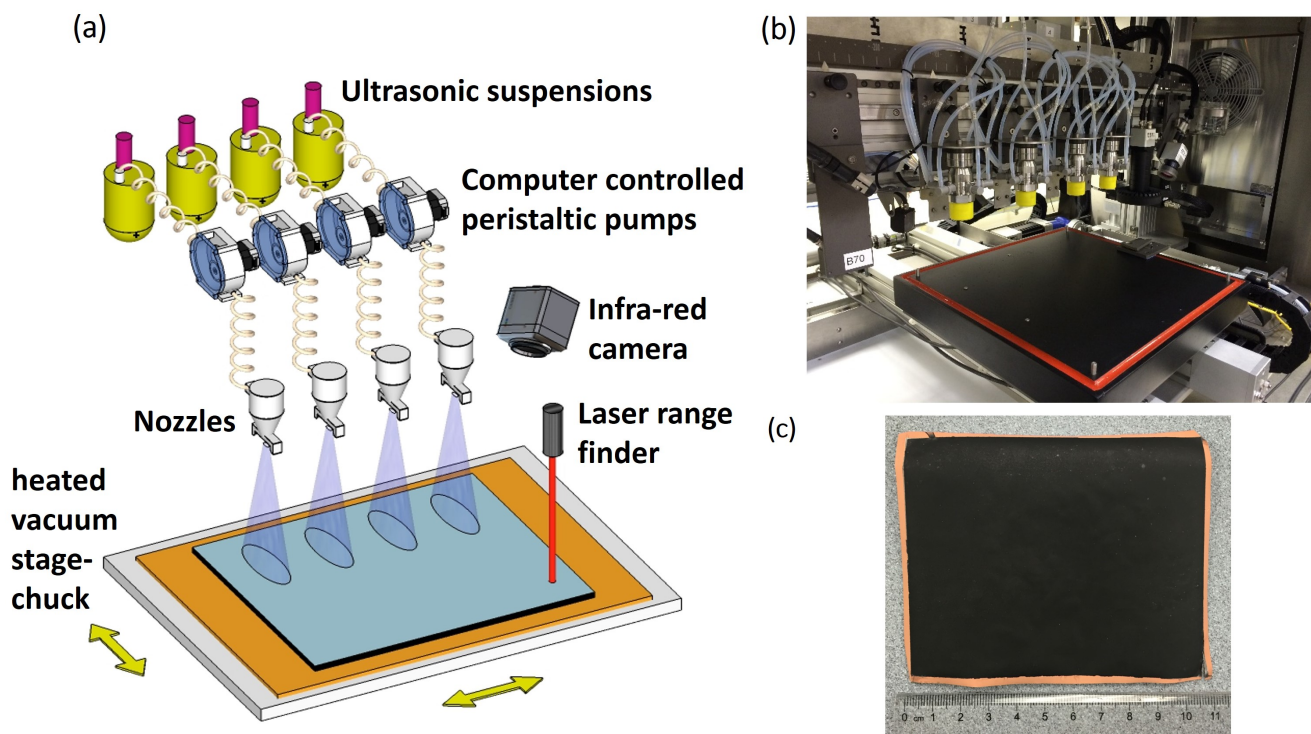 (a)
Ultrasonic suspensions
Computer controlled
peristaltic pumps
Infra-red
camera
Nozzles
Laser range
finder
heated
vacuum
stage-
chuck
(b)
B70
(c)
0 cm 1 2 3 4 5 6 7 8 9 10 11